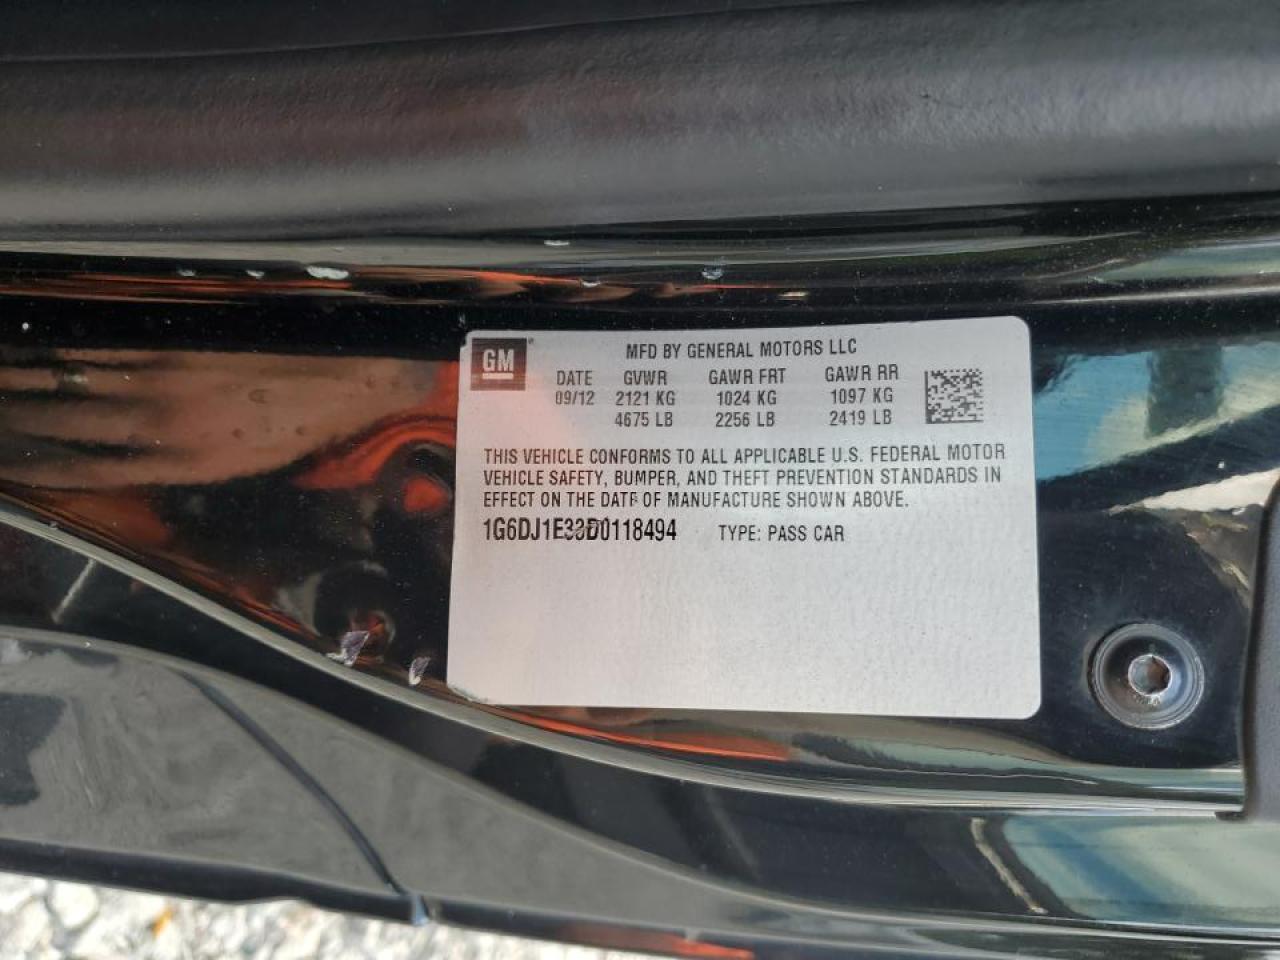 GM
MFD BY GENERAL MOTORS LLC
DATE GVWR GAWR FRT GAWR RR
09/12 2121 KG 1024 KG 1097 KG
4675 LB 2256 LB 2419 LB
THIS VEHICLE CONFORMS TO ALL APPLICABLE U.S. FEDERAL MOTOR
VEHICLE SAFETY, BUMPER, AND THEFT PREVENTION STANDARDS IN
EFFECT ON THE DATE OF MANUFACTURE SHOWN ABOVE.
1G6DJ1E33D0118494 TYPE: PASS CAR